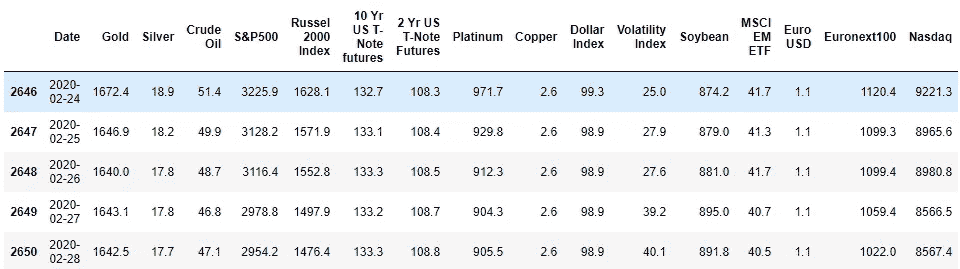 Date Gold Silver Crude Oil S&P500 Russel 2000 Index 10 Yr US T-Note futures 2 Yr US T-Note Futures Platinum Copper Dollar Index Volatility Index Soybean MSCI EM ETF Euro USD Euronext100 Nasdaq
2646 2020-02-24 1672.4 18.9 51.4 3225.9 1628.1 132.7 108.3 971.7 2.6 99.3 25.0 874.2 41.7 1.1 1120.4 9221.3
2647 2020-02-25 1646.9 18.2 49.9 3128.2 1571.9 133.1 108.4 929.8 2.6 98.9 27.9 879.0 41.3 1.1 1099.3 8965.6
2648 2020-02-26 1640.0 17.8 48.7 3116.4 1552.8 133.3 108.5 912.3 2.6 98.9 27.6 881.0 41.7 1.1 1099.4 8980.8
2649 2020-02-27 1643.1 17.8 46.8 2978.8 1497.9 133.2 108.7 904.3 2.6 98.9 39.2 895.0 40.7 1.1 1059.4 8566.5
2650 2020-02-28 1642.5 17.7 47.1 2954.2 1476.4 133.3 108.8 905.5 2.6 98.9 40.1 891.8 40.5 1.1 1022.0 8567.4